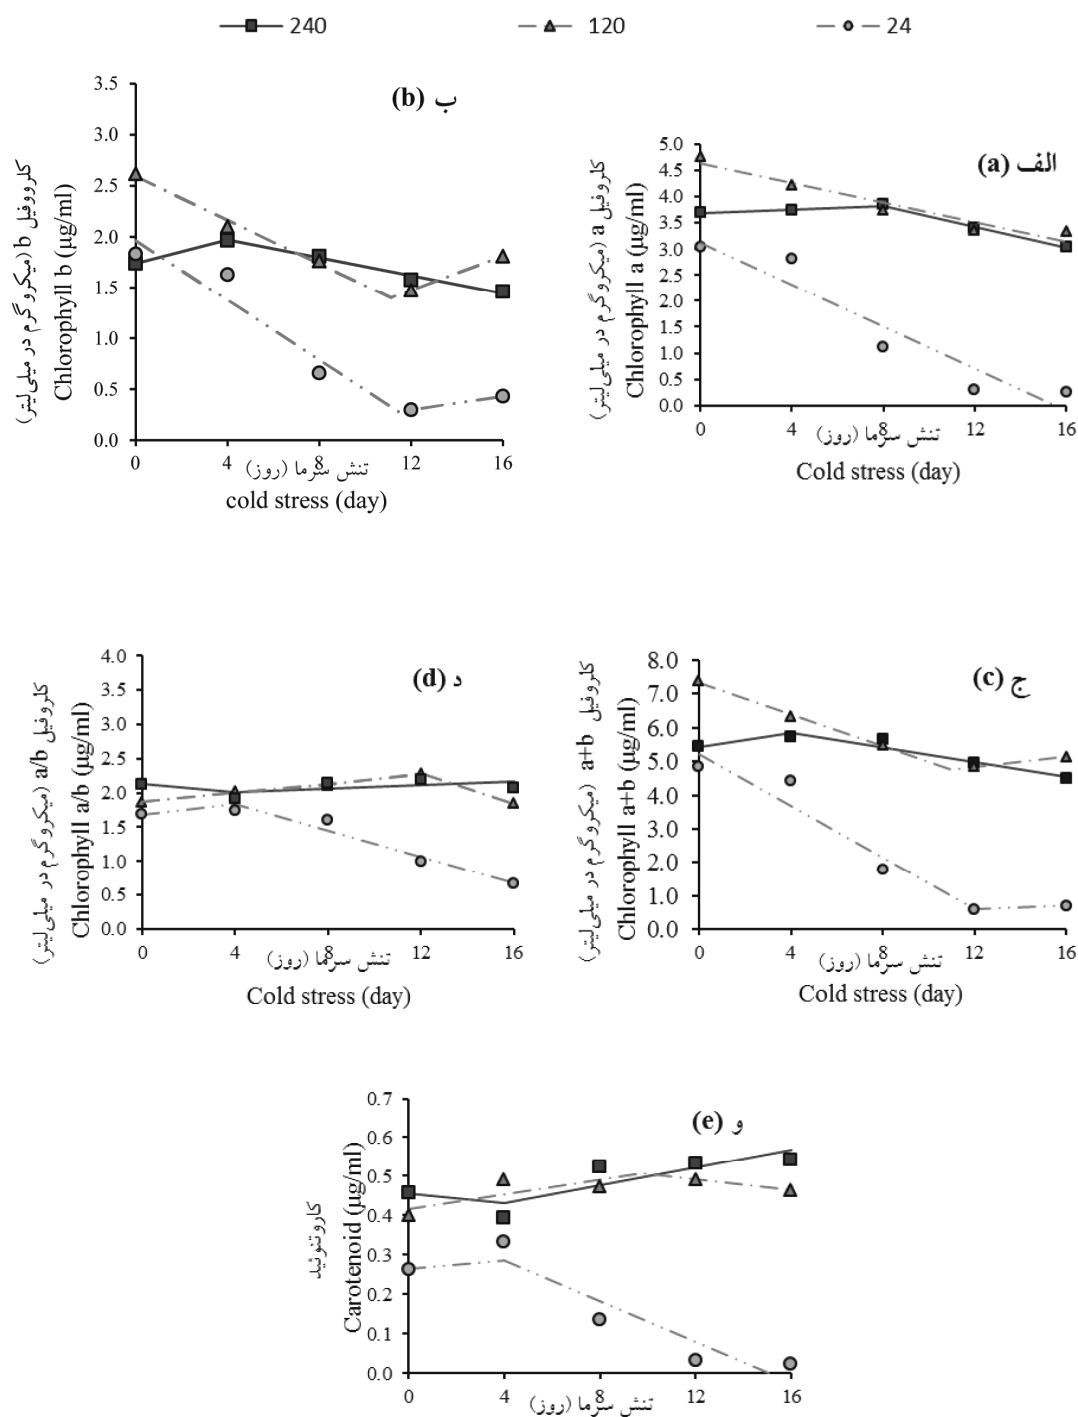 240 120 24
ب (b)
3.5
3.0
2.5
2.0
1.5
1.0
0.5
0.0
کلروفیل b (میکروگرم در میلی‌لیتر)
Chlorophyll b (µg/ml)
0 4 8 12 16
تنش سرما (روز)
cold stress (day)
الف (a)
5.0
4.5
4.0
3.5
3.0
2.5
2.0
1.5
1.0
0.5
0.0
کلروفیل a (میکروگرم در میلی‌لیتر)
Chlorophyll a (µg/ml)
0 4 8 12 16
تنش سرما (روز)
Cold stress (day)
د (d)
4.0
3.5
3.0
2.5
2.0
1.5
1.0
0.5
0.0
کلروفیل a/b (میکروگرم در میلی‌لیتر)
Chlorophyll a/b (µg/ml)
0 4 8 12 16
تنش سرما (روز)
Cold stress (day)
ج (c)
8.0
7.0
6.0
5.0
4.0
3.0
2.0
1.0
0.0
کلروفیل a+b (میکروگرم در میلی‌لیتر)
Chlorophyll a+b (µg/ml)
0 4 8 12 16
تنش سرما (روز)
Cold stress (day)
و (e)
0.7
0.6
0.5
0.4
0.3
0.2
0.1
0.0
کاروتنوئید
Carotenoid (µg/ml)
0 4 8 12 16
تنش سرما (روز)